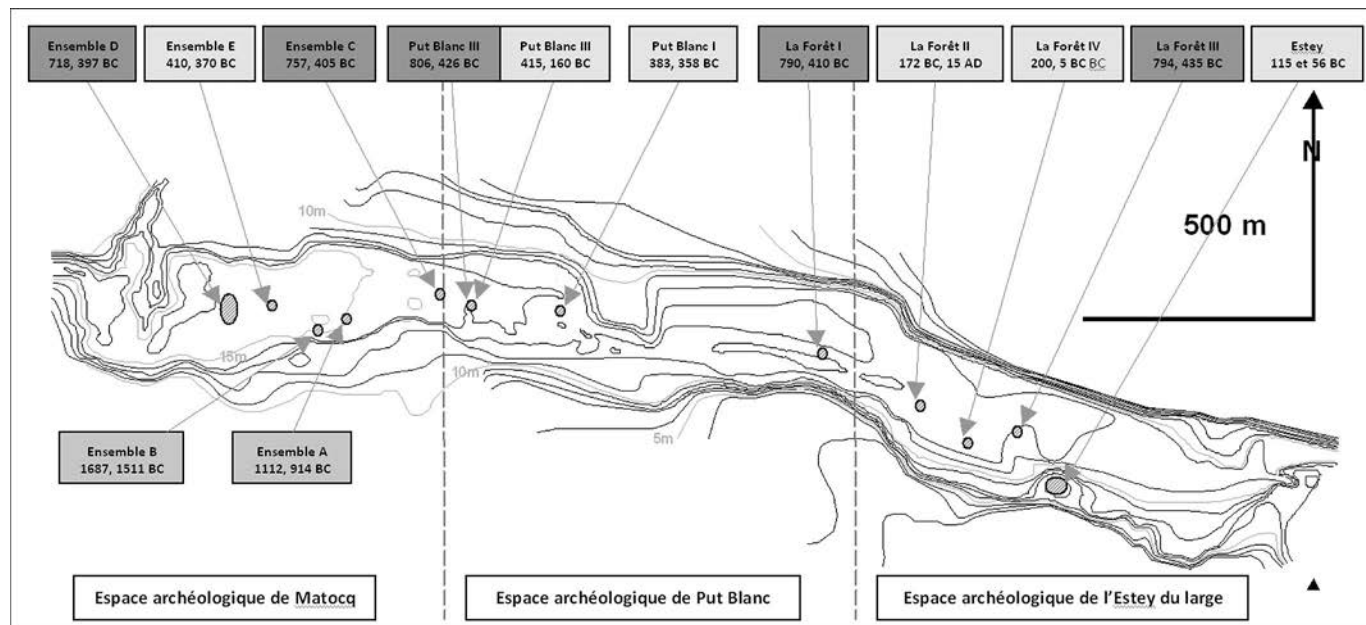 Ensemble D
718, 397 BC
Ensemble E
410, 370 BC
Ensemble C
757, 405 BC
Put Blanc III
806, 426 BC
Put Blanc III
415, 160 BC
Put Blanc I
383, 358 BC
La Forêt I
790, 410 BC
La Forêt II
172 BC, 15 AD
La Forêt IV
200, 5 BC BC
La Forêt III
794, 435 BC
Estey
115 et 56 BC
N
500 m
10m
15m
10m
5m
Ensemble B
1687, 1511 BC
Ensemble A
1112, 914 BC
Espace archéologique de Matocq
Espace archéologique de Put Blanc
Espace archéologique de l'Estey du large